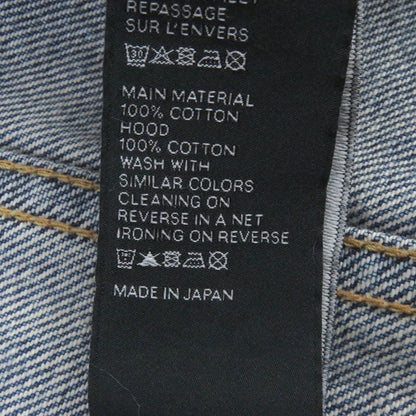 REPASSAGE
SUR L'ENVERS
30
MAIN MATERIAL
100% COTTON
HOOD
100% COTTON
WASH WITH
SIMILAR COLORS
CLEANING ON
REVERSE IN A NET
IRONING ON REVERSE
MADE IN JAPAN